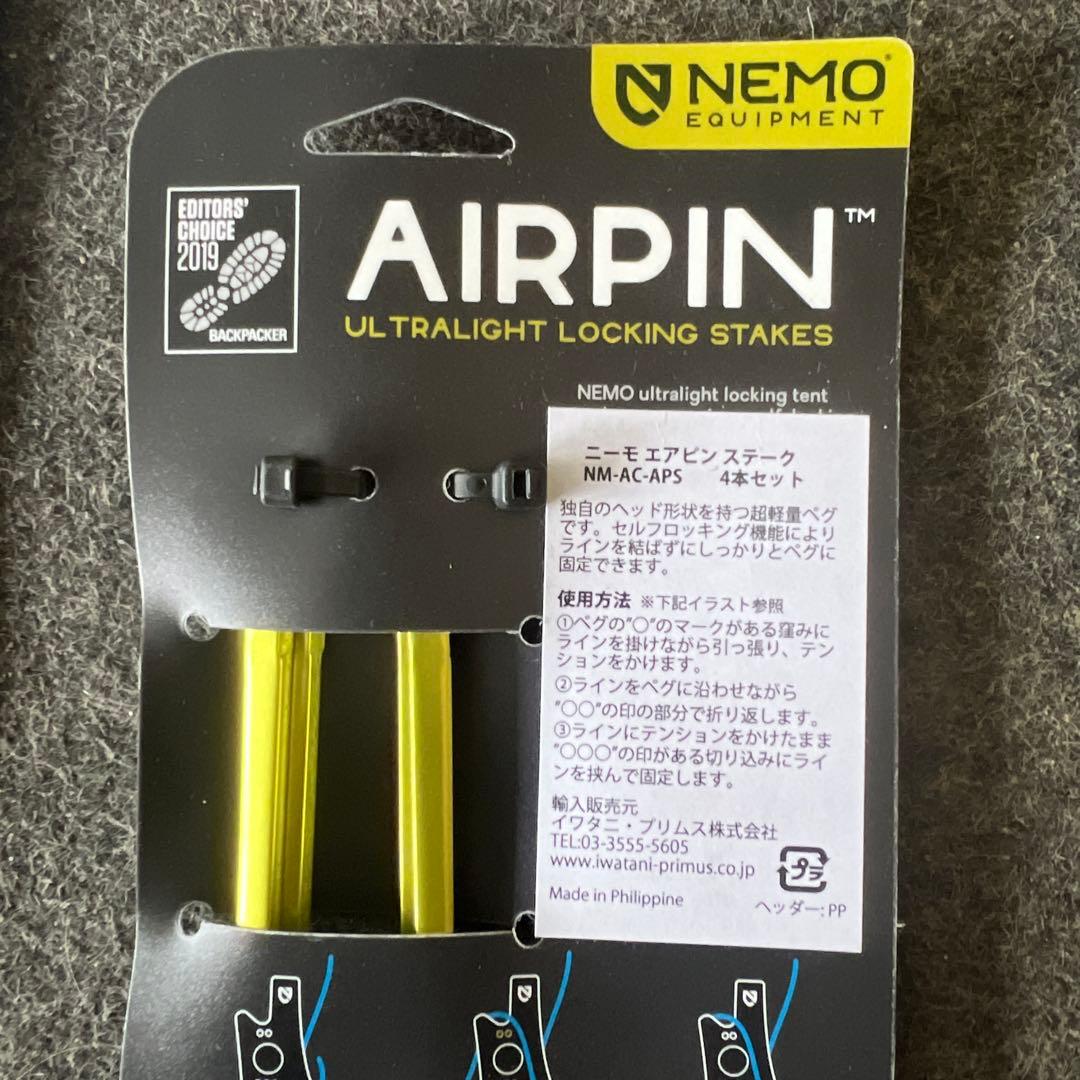 NEMO®
EQUIPMENT
EDITORS'
CHOICE
2019
BACKPACKER
AIRPIN™
ULTRALIGHT LOCKING STAKES
NEMO ultralight locking tent
ニーモ エアピン ステーク
NM-AC-APS 4本セット
独自のヘッド形状を持つ超軽量ペグ
です。セルフロッキング機能により
ラインを結ばずにしっかりとペグに
固定できます。
使用方法 ※下記イラスト参照
①ペグの"〇"のマークがある窪みに
ラインを掛けながら引っ張り、テン
ションをかけます。
②ラインをペグに沿わせながら
"〇〇"の印の部分で折り返します。
③ラインにテンションをかけたまま
"〇〇〇"の印がある切り込みにライ
ンを挟んで固定します。
輸入販売元
イワタニ・プリムス株式会社
TEL:03-3555-5605
www.iwatani-primus.co.jp
プラ
Made in Philippine
ヘッダー: PP